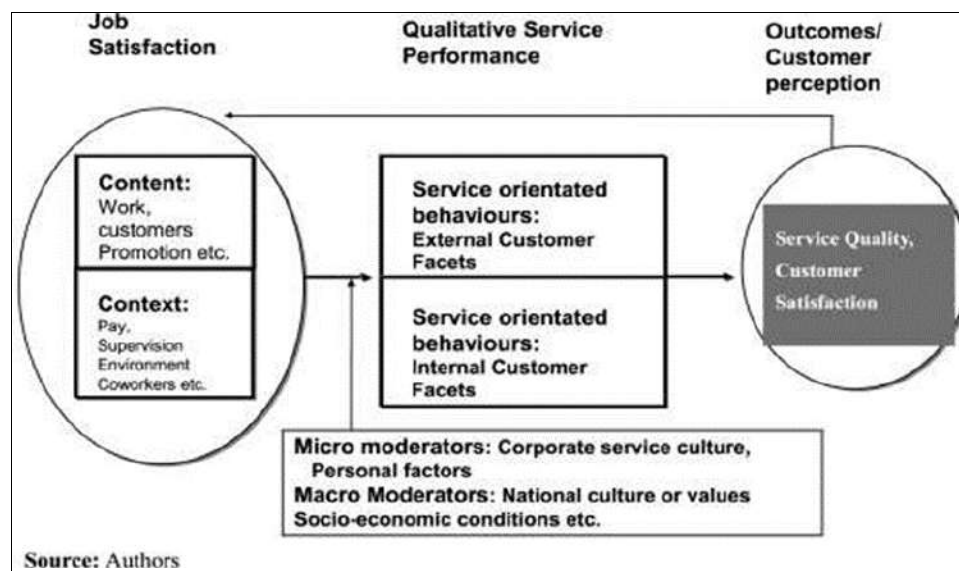 Job
Satisfaction
Qualitative Service
Performance
Outcomes/
Customer
perception
Content:
Work,
customers
Promotion etc.
Context:
Pay,
Supervision
Environment
Coworkers etc.
Service orientated
behaviours:
External Customer
Facets
Service orientated
behaviours:
Internal Customer
Facets
Service Quality,
Customer
Satisfaction
Micro moderators: Corporate service culture,
Personal factors
Macro Moderators: National culture or values
Socio-economic conditions etc.
Source: Authors